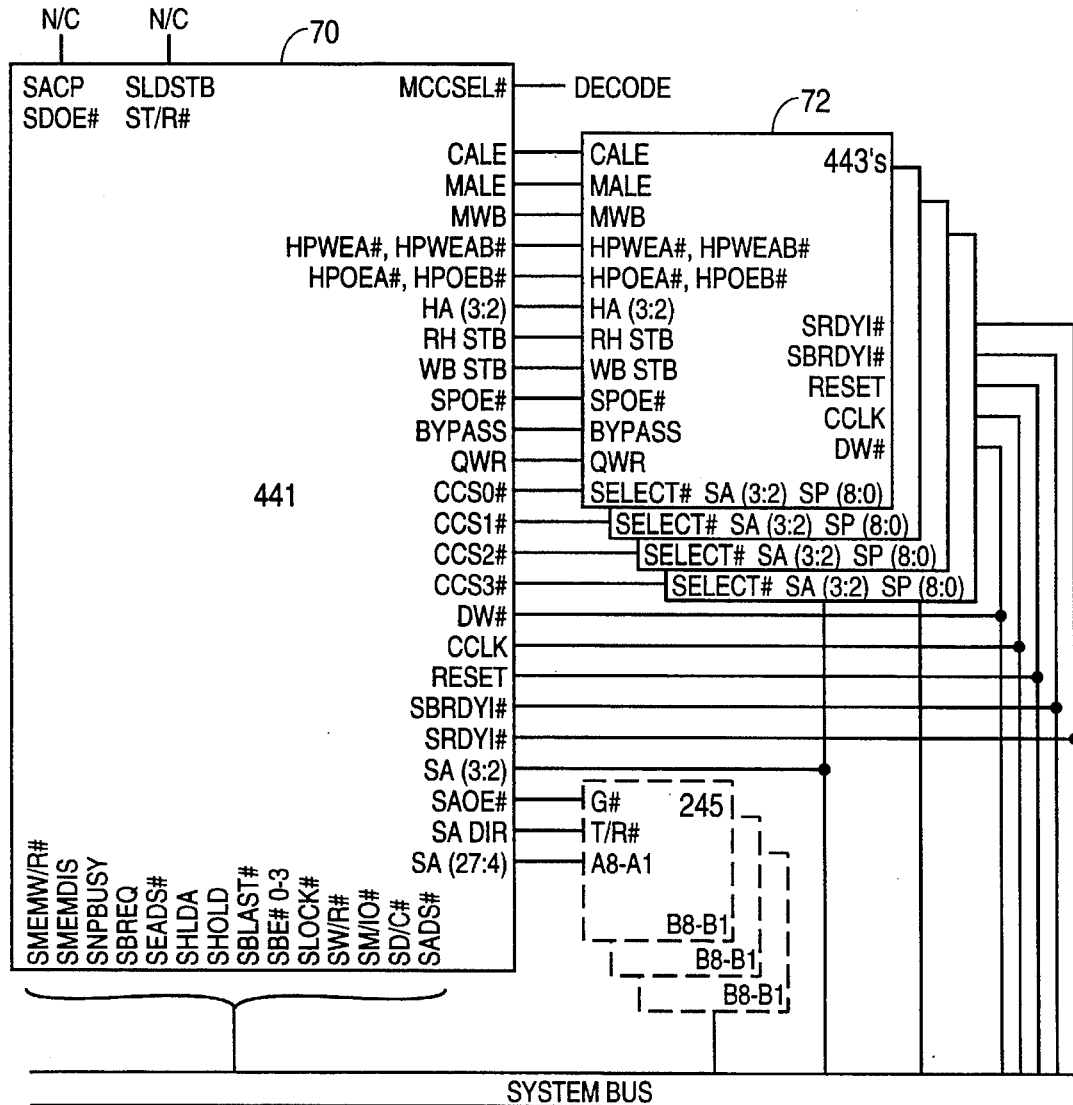 N/C N/C
70
SACP SLDSTB MCCSEL# DECODE
SDOE# ST/R#
72
443's
CALE CALE
MALE MALE
MWB MWB
HPWEA#, HPWEAB# HPWEA#, HPWEAB#
HPOEA#, HPOEB# HPOEA#, HPOEB#
HA (3:2) HA (3:2)
SRDYI#
RH STB RH STB
SBRDYI#
WB STB WB STB
RESET
SPOE# SPOE#
CCLK
BYPASS BYPASS
DW#
QWR QWR
441
CCS0# SELECT# SA (3:2) SP (8:0)
CCS1# SELECT# SA (3:2) SP (8:0)
CCS2# SELECT# SA (3:2) SP (8:0)
CCS3# SELECT# SA (3:2) SP (8:0)
DW#
CCLK
RESET
SBRDYI#
SRDYI#
SA (3:2)
SAOE# G# 245
SA DIR T/R#
SA (27:4) A8-A1
B8-B1
B8-B1
B8-B1
SMEMW/R#
SMEMDIS
SNPBUSY
SBREQ
SEADS#
SHLDA
SHOLD
SBLAST#
SBE# 0-3
SLOCK#
SW/R#
SM/IO#
SD/C#
SADS#
SYSTEM BUS